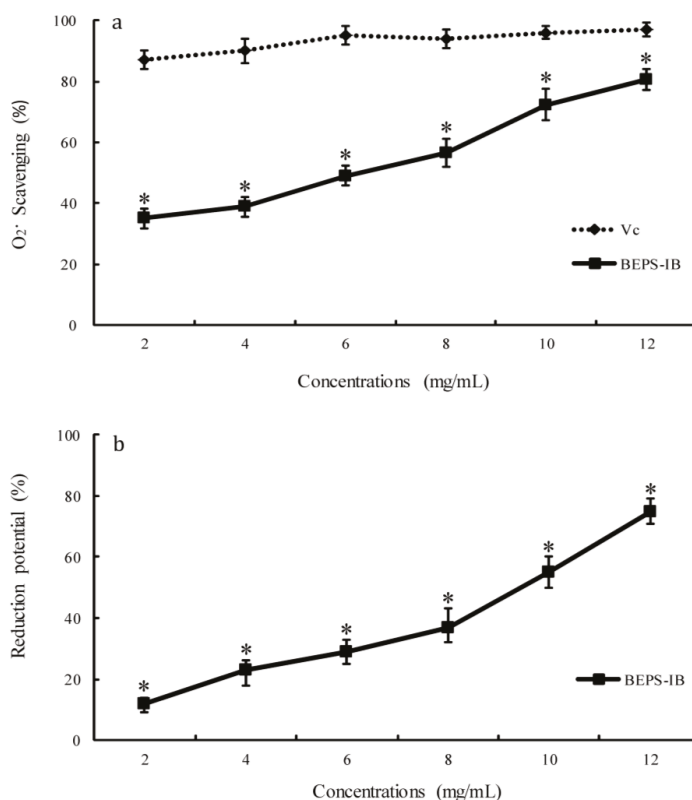 a
100
80
60
40
20
0
O₂· Scavenging (%)
* * * * * *
Vc
BEPS-IB
2 4 6 8 10 12
Concentrations (mg/mL)
b
100
80
60
40
20
0
Reduction potential (%)
* * * * * *
BEPS-IB
2 4 6 8 10 12
Concentrations (mg/mL)